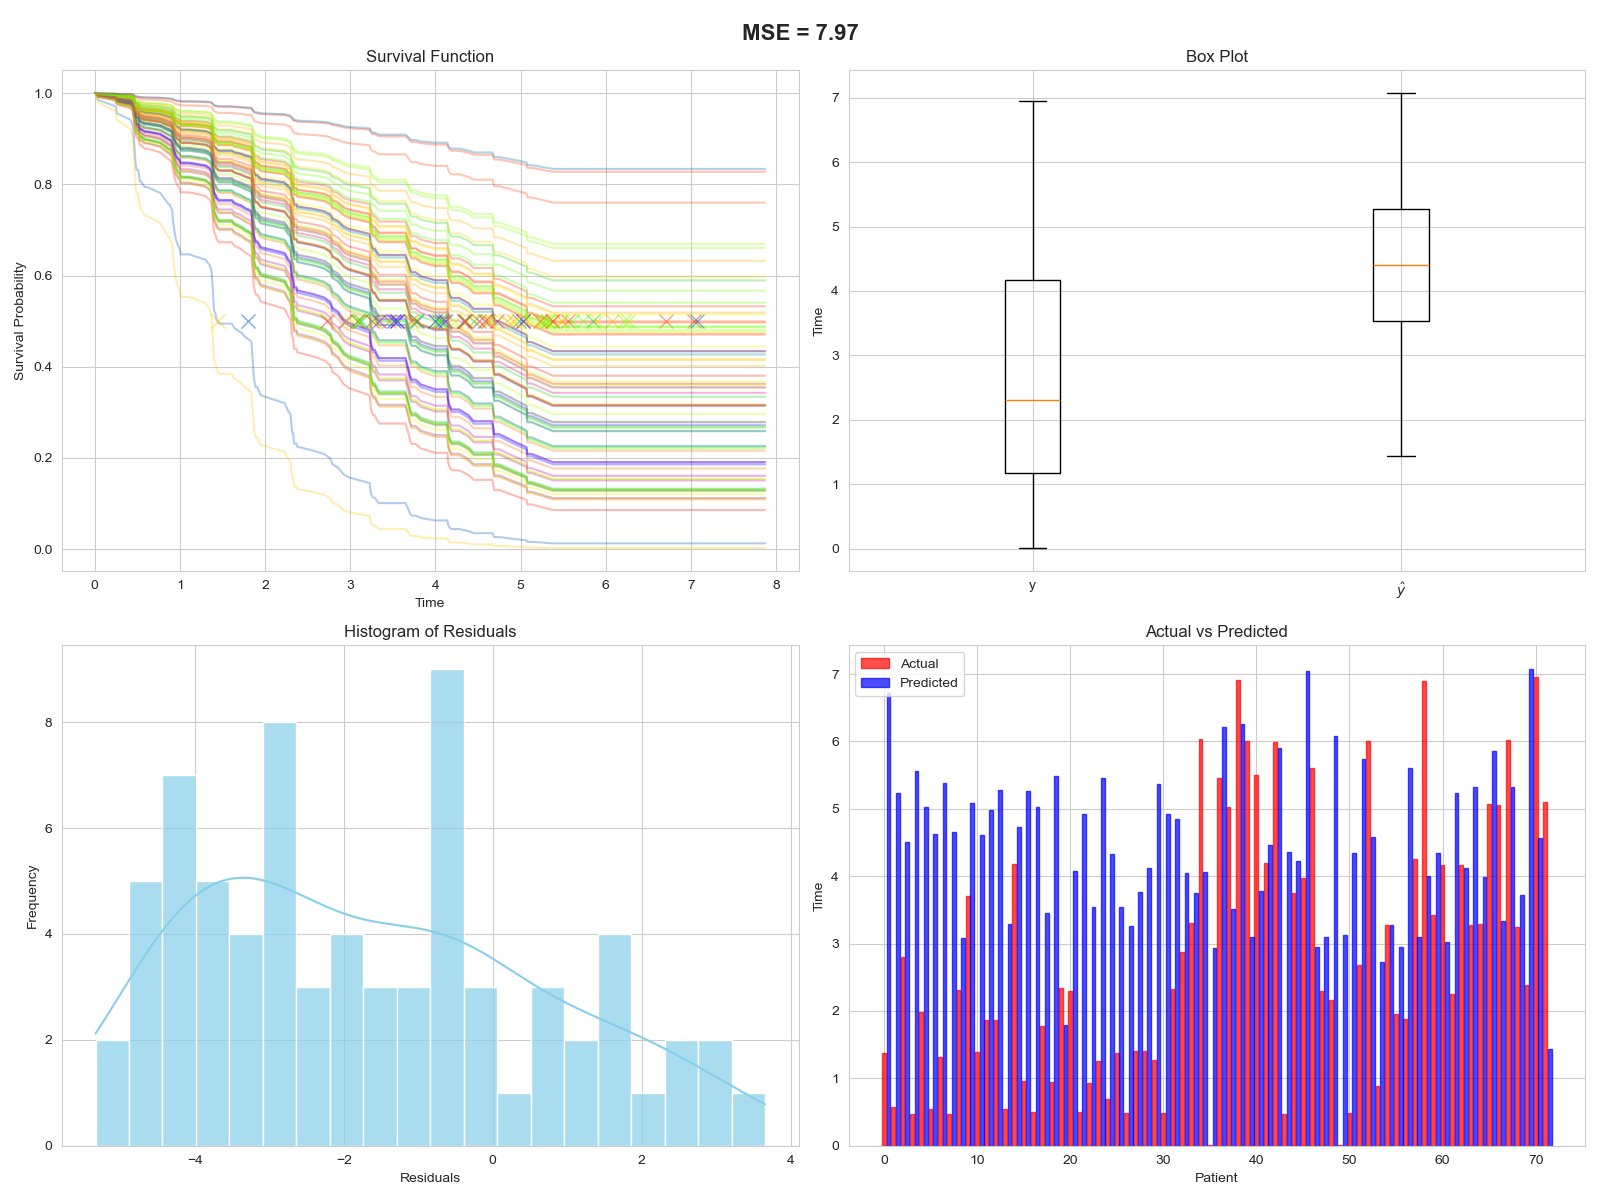 MSE = 7.97
Survival Function
Survival Probability
1.0
0.8
0.6
0.4
0.2
0.0
0 1 2 3 4 5 6 7 8
Time
Box Plot
Time
7
6
5
4
3
2
1
0
y ŷ
Histogram of Residuals
Frequency
8
6
4
2
0
−4 −2 0 2 4
Residuals
Actual vs Predicted
Actual
Predicted
Time
7
6
5
4
3
2
1
0
0 10 20 30 40 50 60 70
Patient